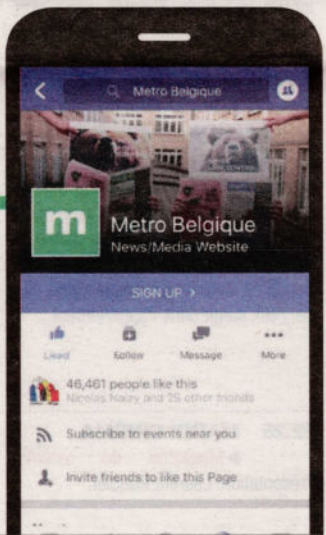 Metro Belgique
m
Metro Belgique
News/Media Website
SIGN UP >
Liked
Follow
Message
More
46,461 people like this
Nicolas Naizy and 25 other friends
Subscribe to events near you
Invite friends to like this Page